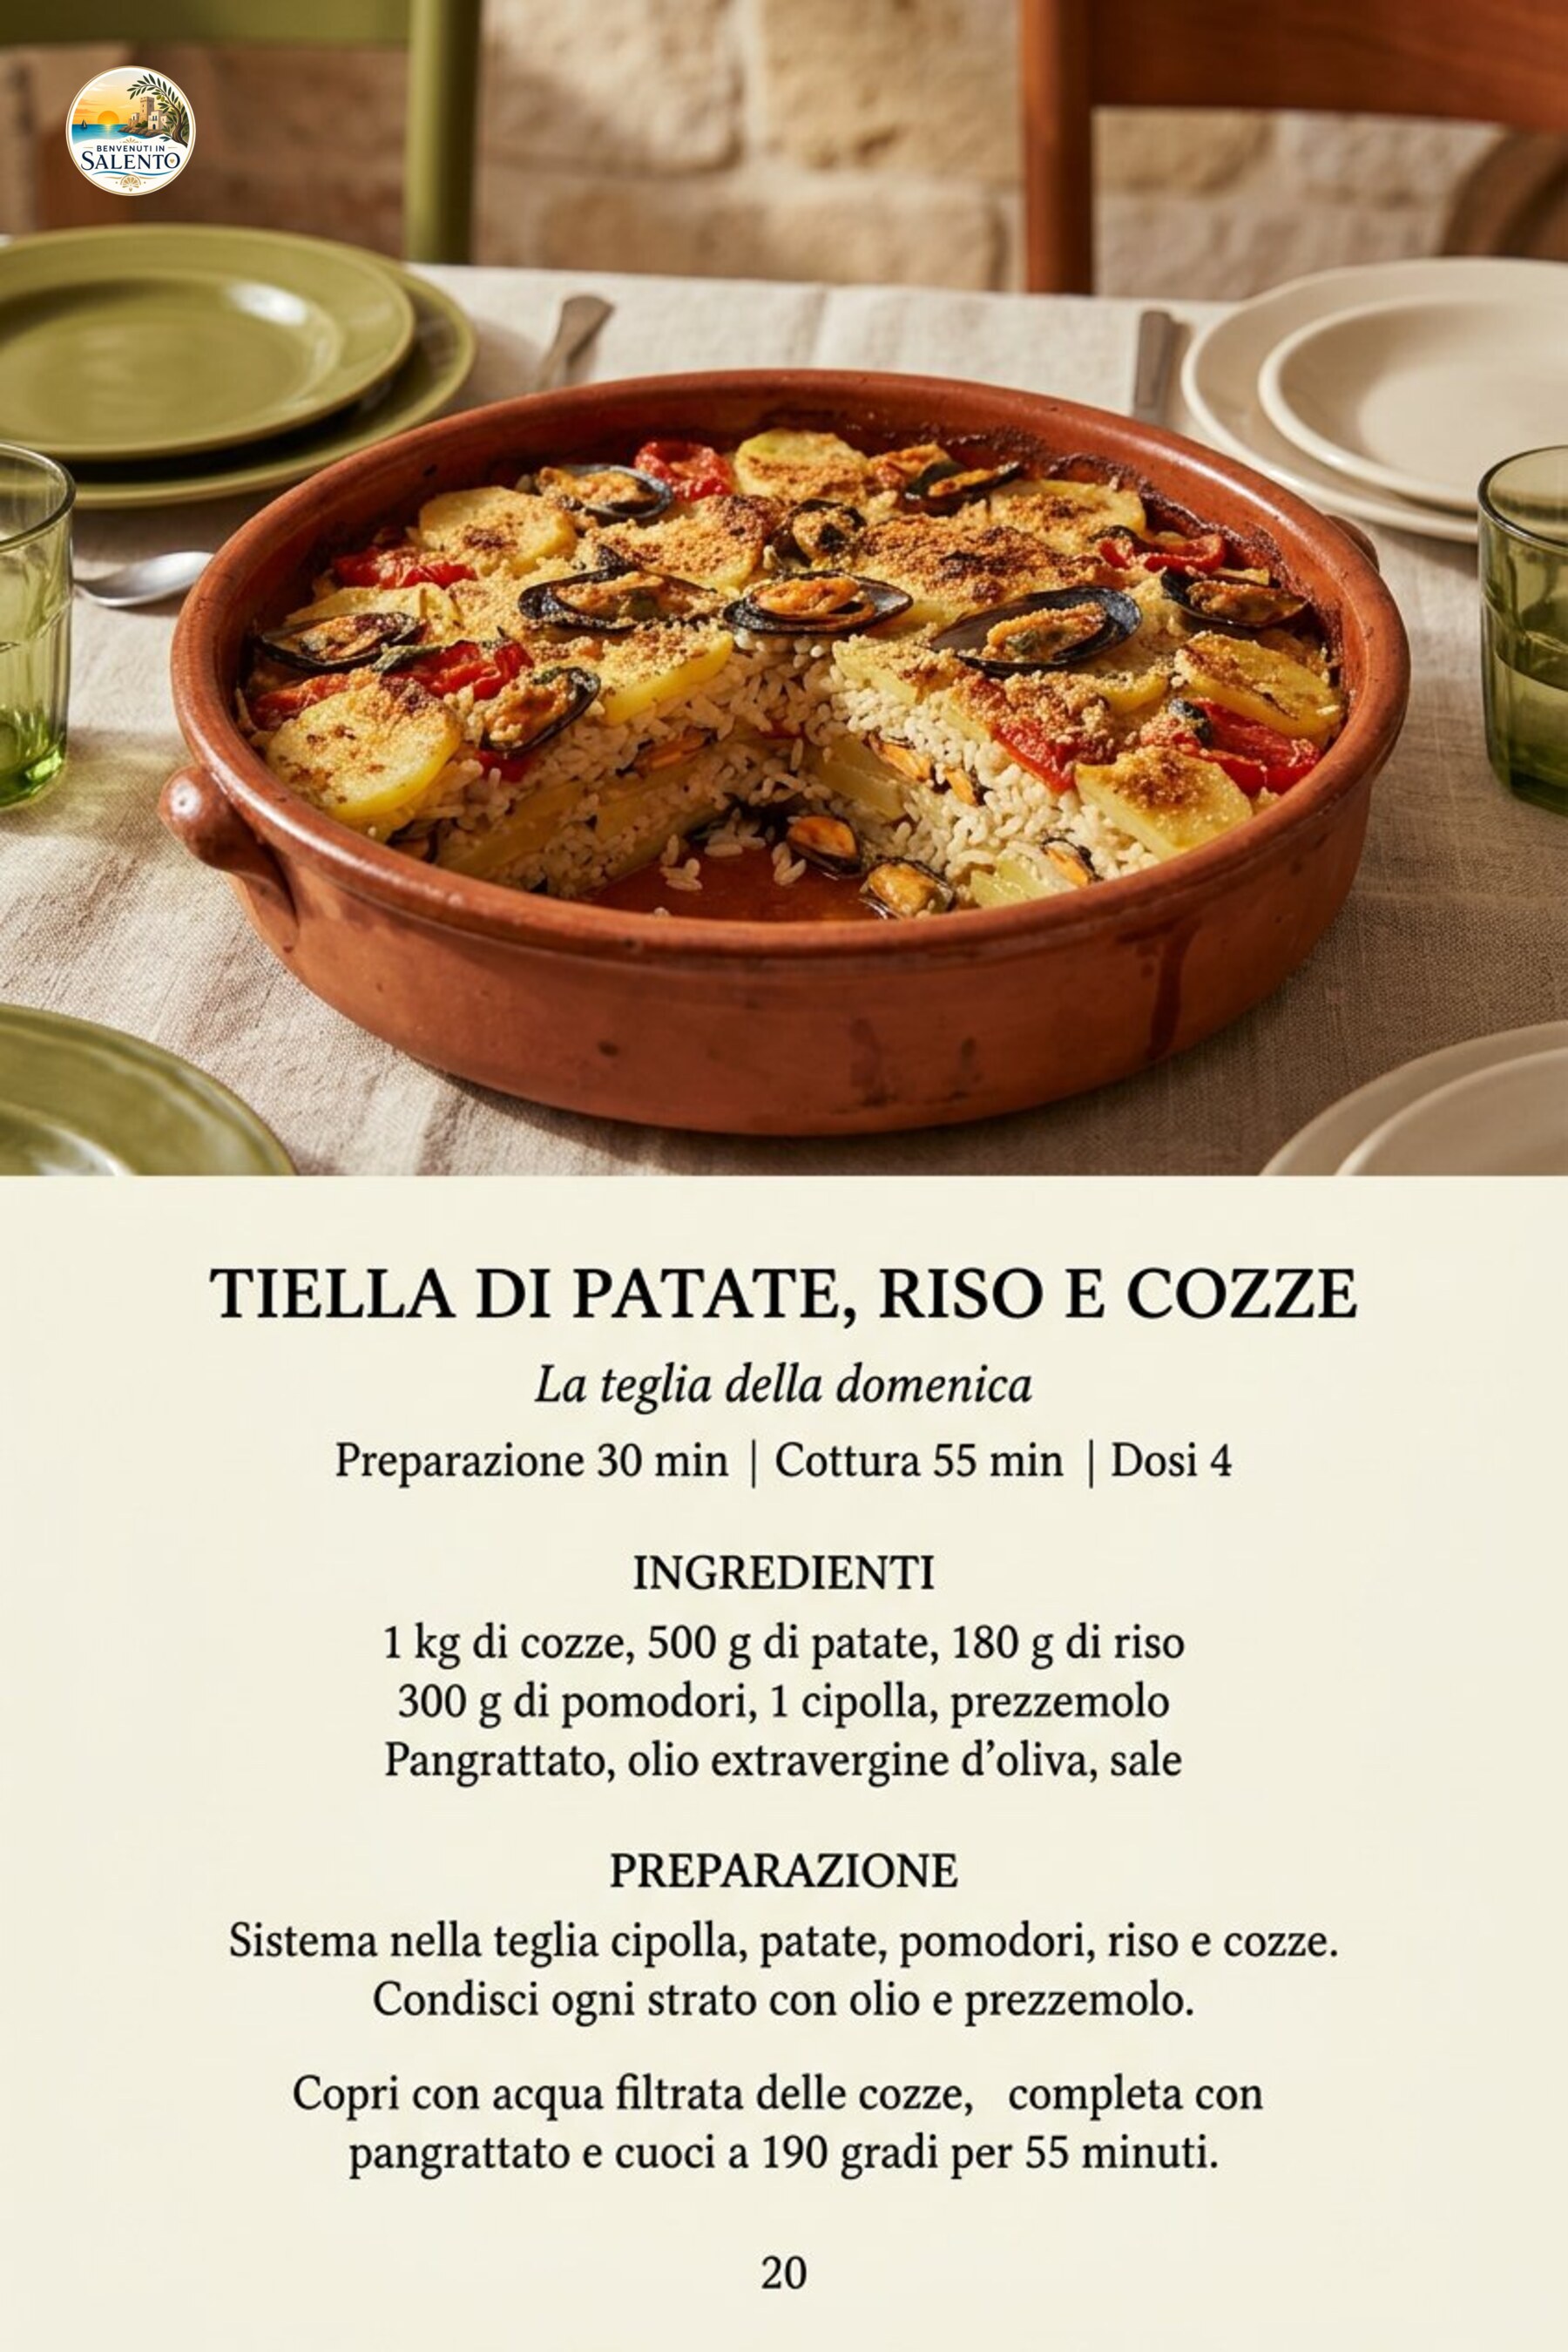 BENVENUTI IN
SALENTO
TIELLA DI PATATE, RISO E COZZE
La teglia della domenica
Preparazione 30 min | Cottura 55 min | Dosi 4
INGREDIENTI
1 kg di cozze, 500 g di patate, 180 g di riso
300 g di pomodori, 1 cipolla, prezzemolo
Pangrattato, olio extravergine d’oliva, sale
PREPARAZIONE
Sistema nella teglia cipolla, patate, pomodori, riso e cozze.
Condisci ogni strato con olio e prezzemolo.
Copri con acqua filtrata delle cozze, completa con
pangrattato e cuoci a 190 gradi per 55 minuti.
20